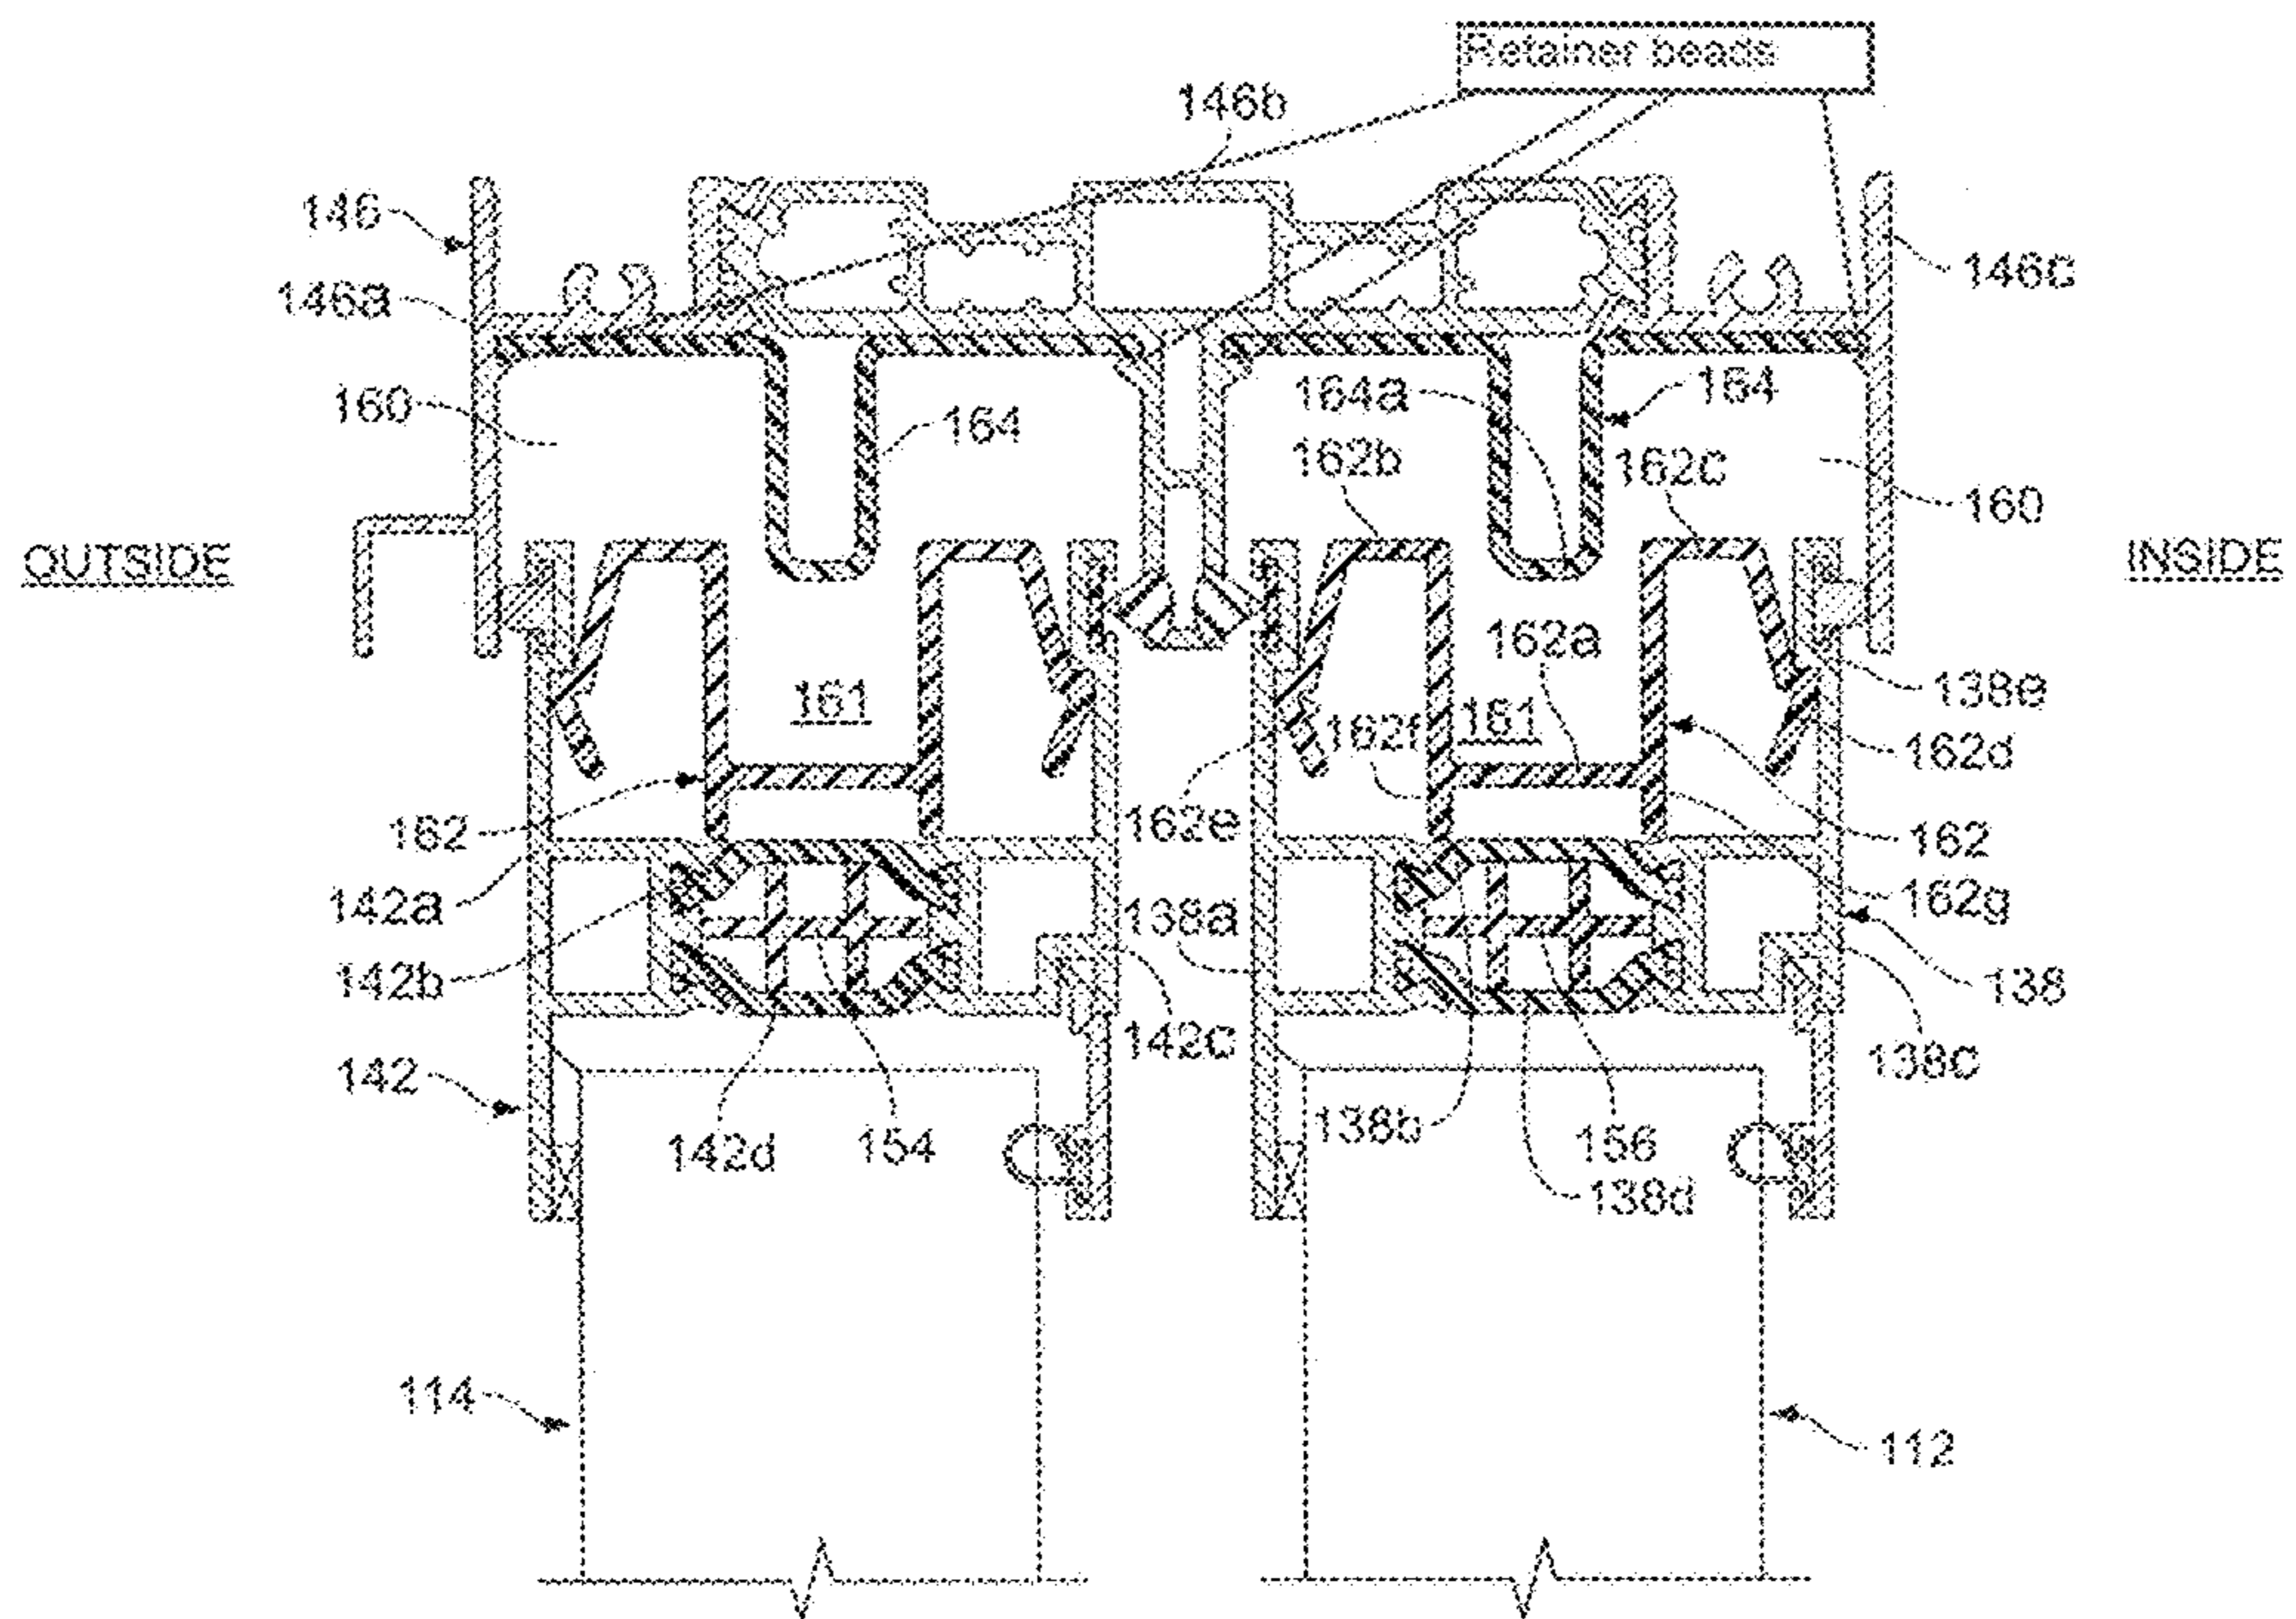 Retainer beads
146b
146
146c
146a
164a
164
160
164
162b
162c
160
OUTSIDE
INSIDE
162a
161
138e
162f
161
162d
162
162e
162
142a
138a
162g
142b
138
142c
142
138c
138b
142d
154
156
138d
114
112